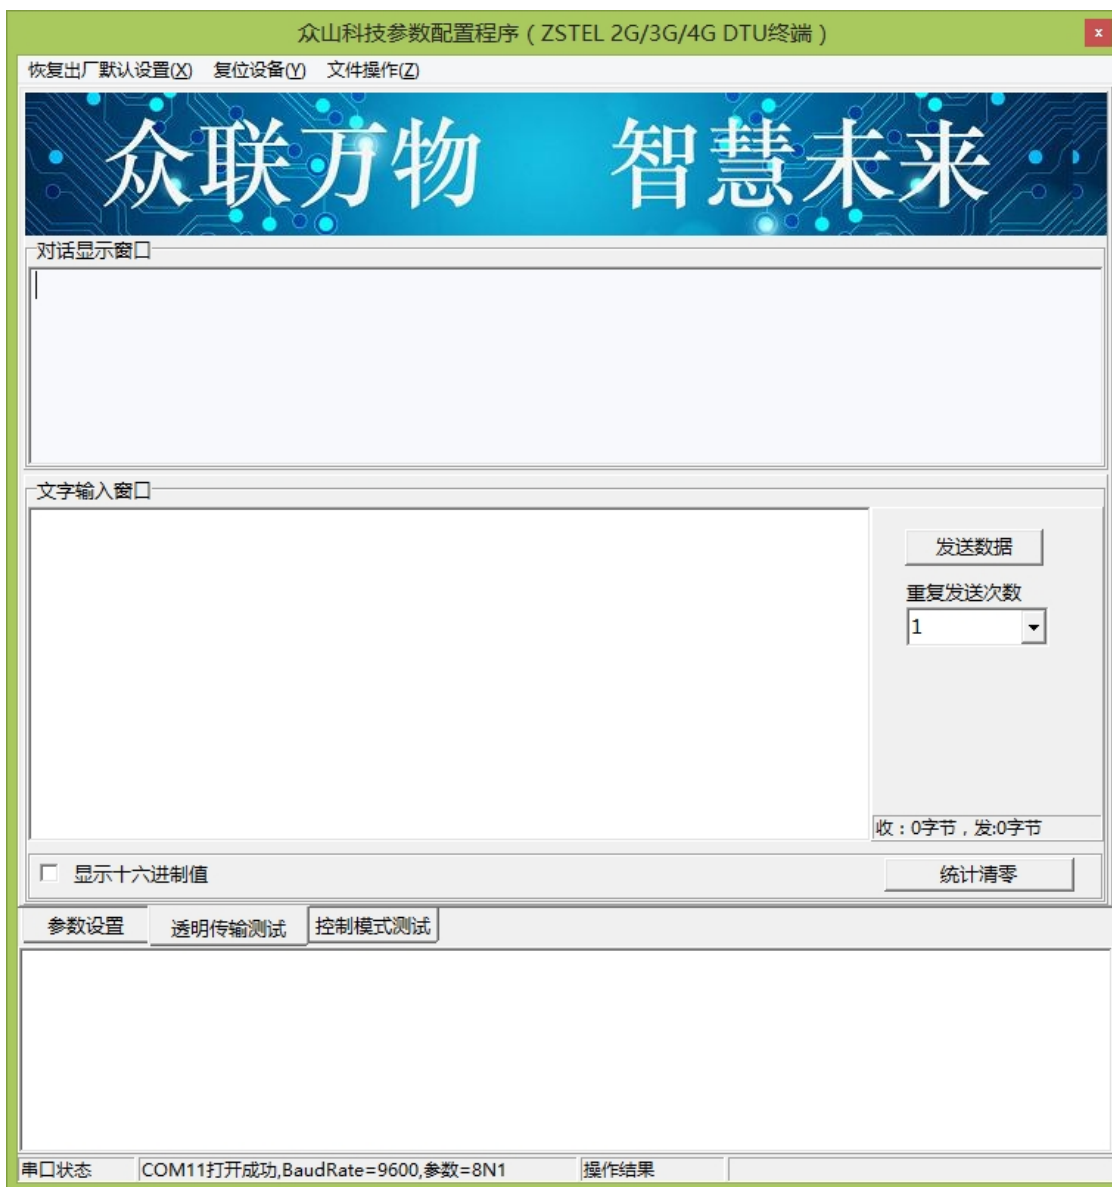 众山科技参数配置程序（ZSTEL 2G/3G/4G DTU终端）
x
恢复出厂默认设置(X) 复位设备(Y) 文件操作(Z)
众联万物 智慧未来
对话显示窗口
文字输入窗口
发送数据
重复发送次数
1
收：0字节，发:0字节
显示十六进制值
统计清零
参数设置 透明传输测试 控制模式测试
串口状态 COM11打开成功,BaudRate=9600,参数=8N1 操作结果